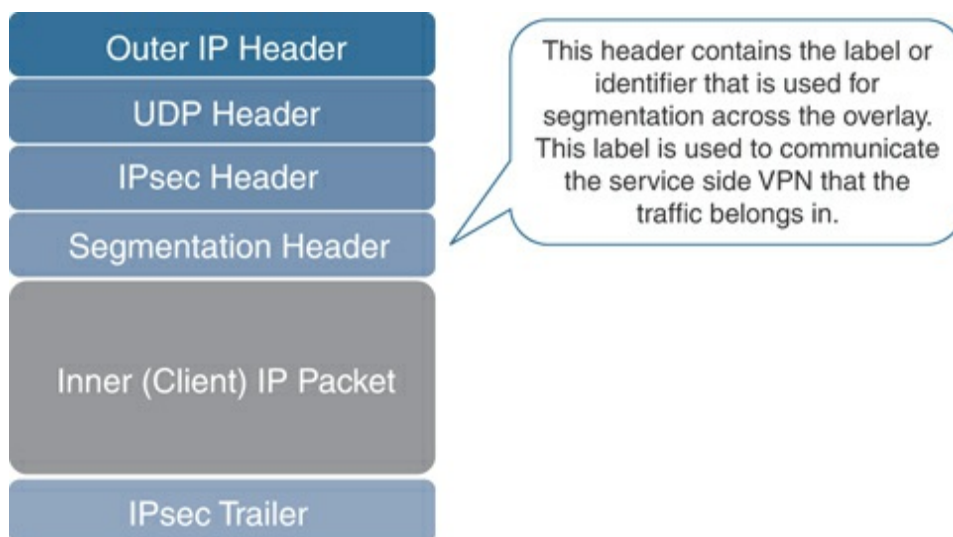 Outer IP Header
UDP Header
IPsec Header
Segmentation Header
Inner (Client) IP Packet
IPsec Trailer
This header contains the label or
identifier that is used for
segmentation across the overlay.
This label is used to communicate
the service side VPN that the
traffic belongs in.